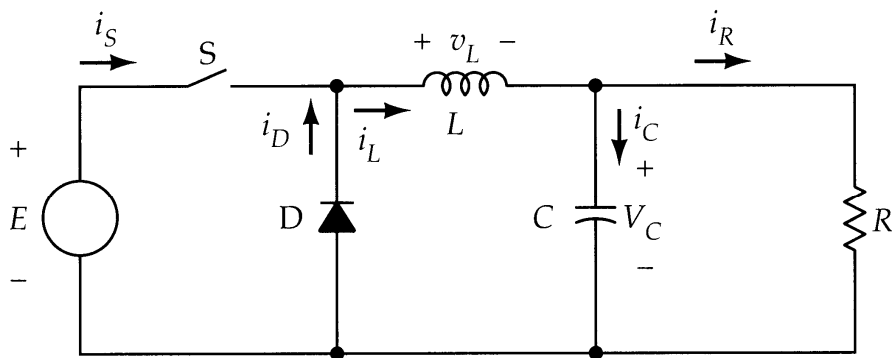 i_S
S
+ v_L −
i_R
i_D
i_L
L
i_C
+
+
E
D
C
V_C
R
−
−